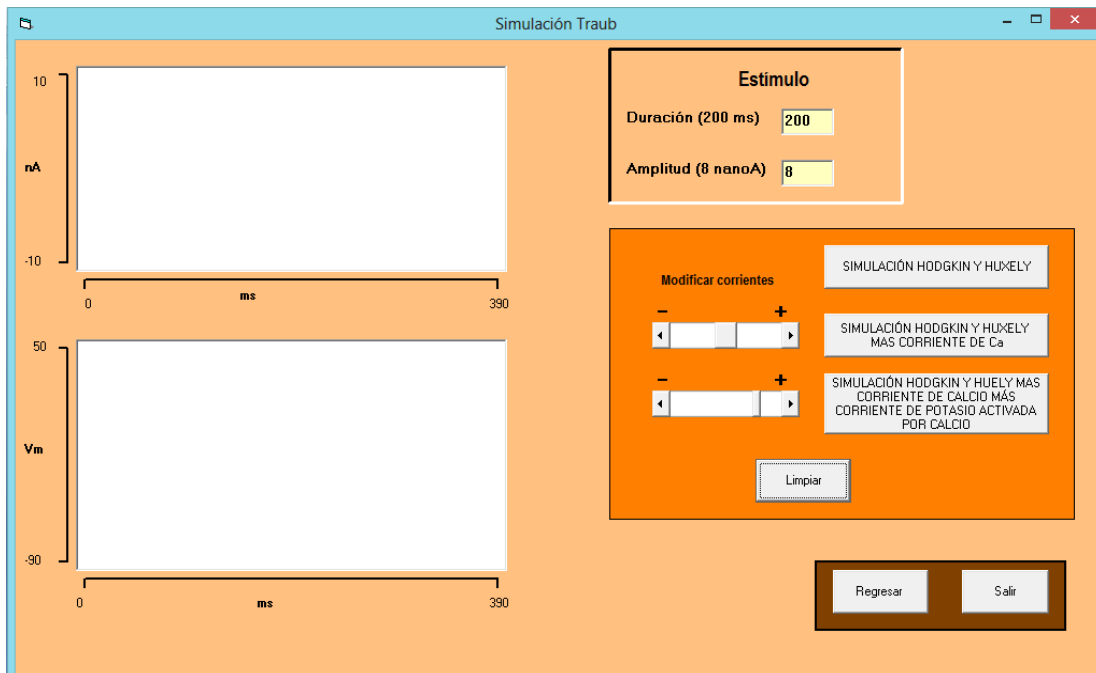 Simulación Traub
10
nA
-10
0
ms
390
50
Vm
-90
0
ms
390
Estímulo
Duración (200 ms)
200
Amplitud (8 nanoA)
8
Modificar corrientes
- +
- +
SIMULACIÓN HODGKIN Y HUXELY
SIMULACIÓN HODGKIN Y HUXELY
MAS CORRIENTE DE Ca
SIMULACIÓN HODGKIN Y HUELY MAS
CORRIENTE DE CALCIO MÁS
CORRIENTE DE POTASIO ACTIVADA
POR CALCIO
Limpiar
Regresar
Salir